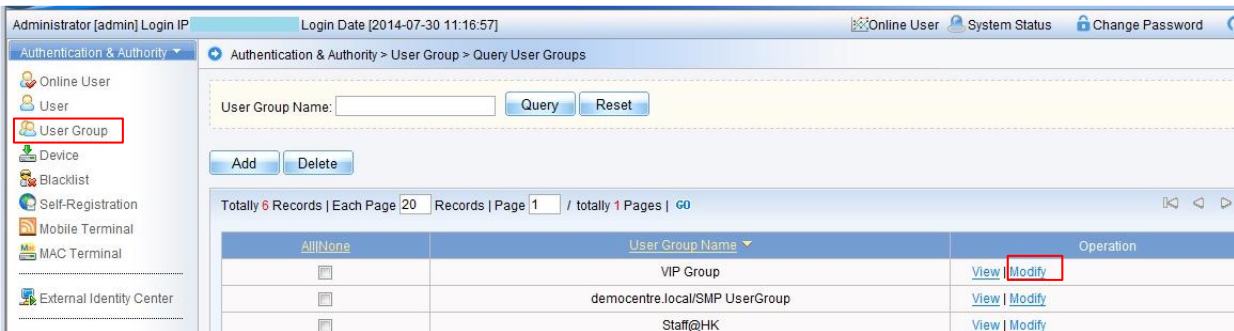 Administrator [admin] Login IP Login Date [2014-07-30 11:16:57] Online User System Status Change Password
Authentication & Authority
Authentication & Authority > User Group > Query User Groups
Online User
User
User Group
Device
Blacklist
Self-Registration
Mobile Terminal
MAC Terminal
External Identity Center
User Group Name: Query Reset
Add Delete
Totally 6 Records | Each Page 20 Records | Page 1 / totally 1 Pages | GO
All|None User Group Name Operation
VIP Group View | Modify
democentre.local/SMP UserGroup View | Modify
Staff@HK View | Modify